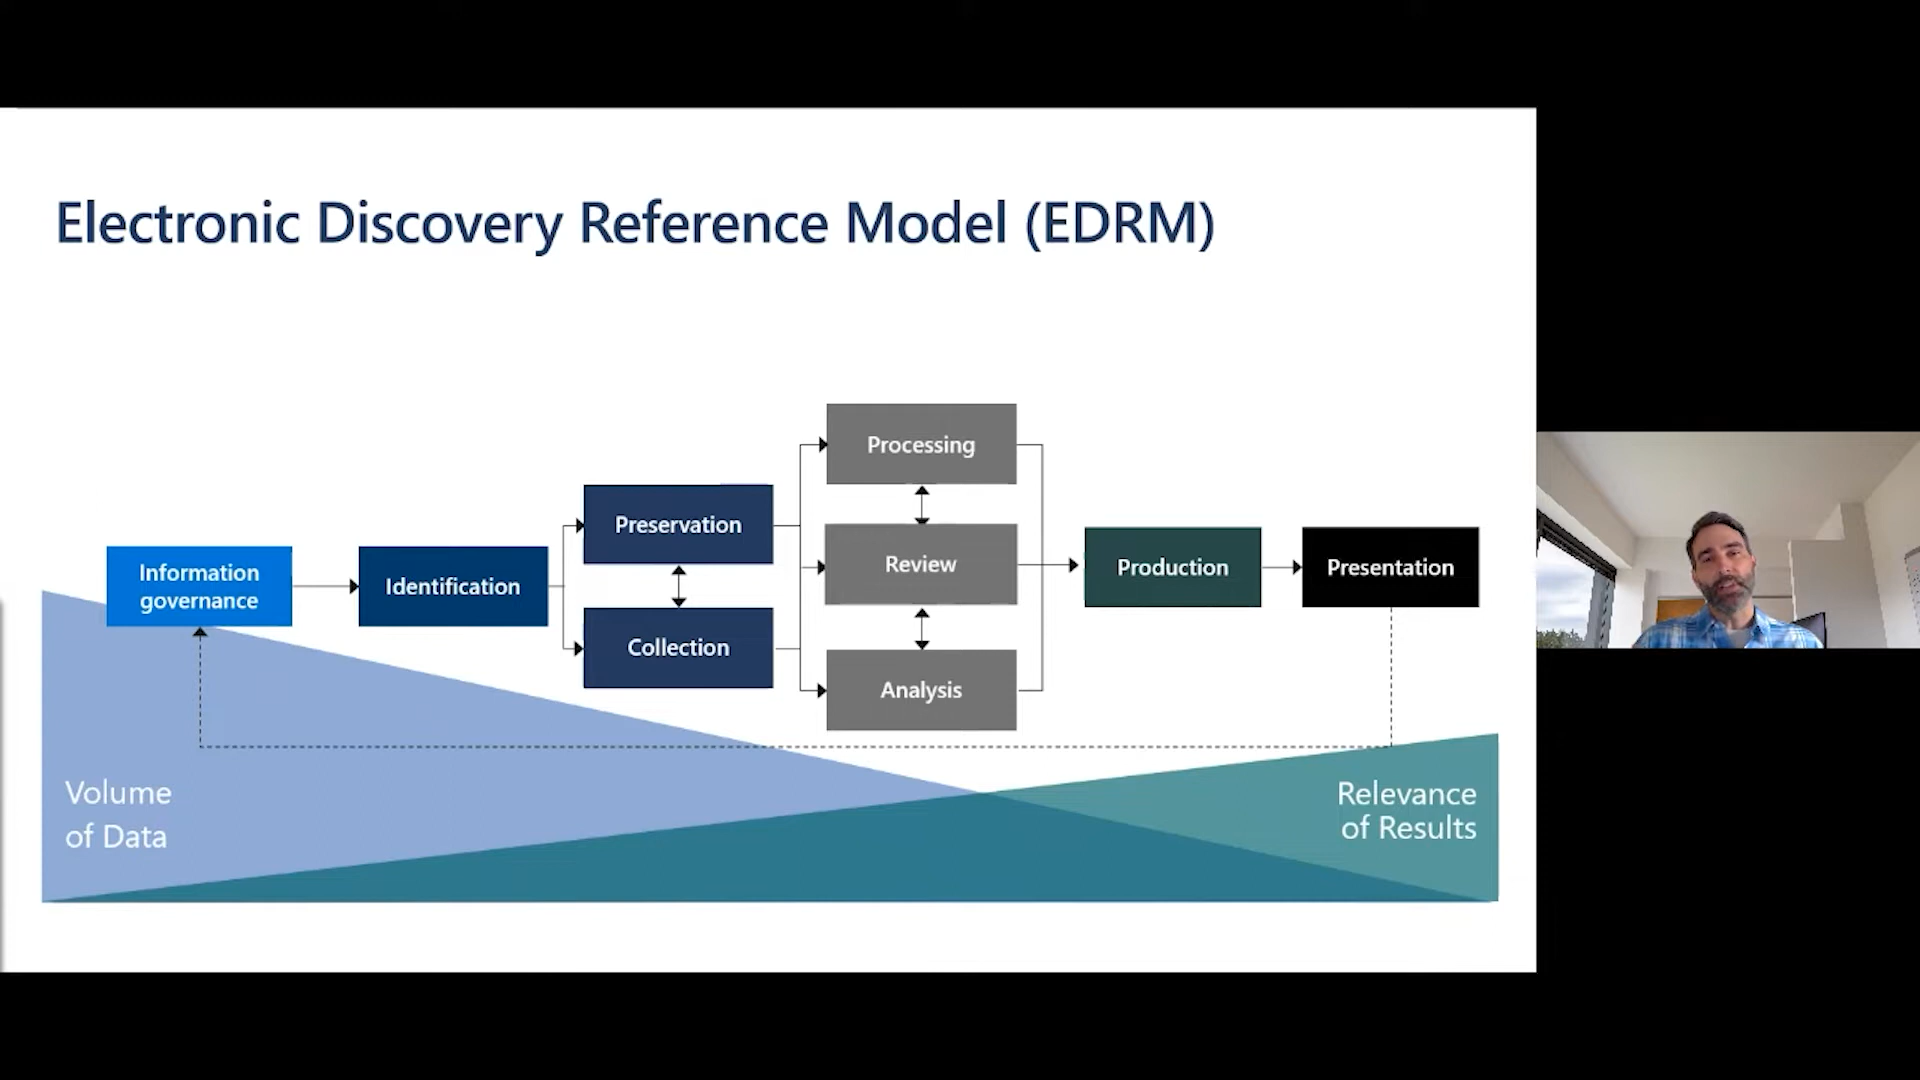 Electronic Discovery Reference Model (EDRM)
Processing
Preservation
Review
Information
governance
Identification
Production
Presentation
Collection
Analysis
Volume
of Data
Relevance
of Results